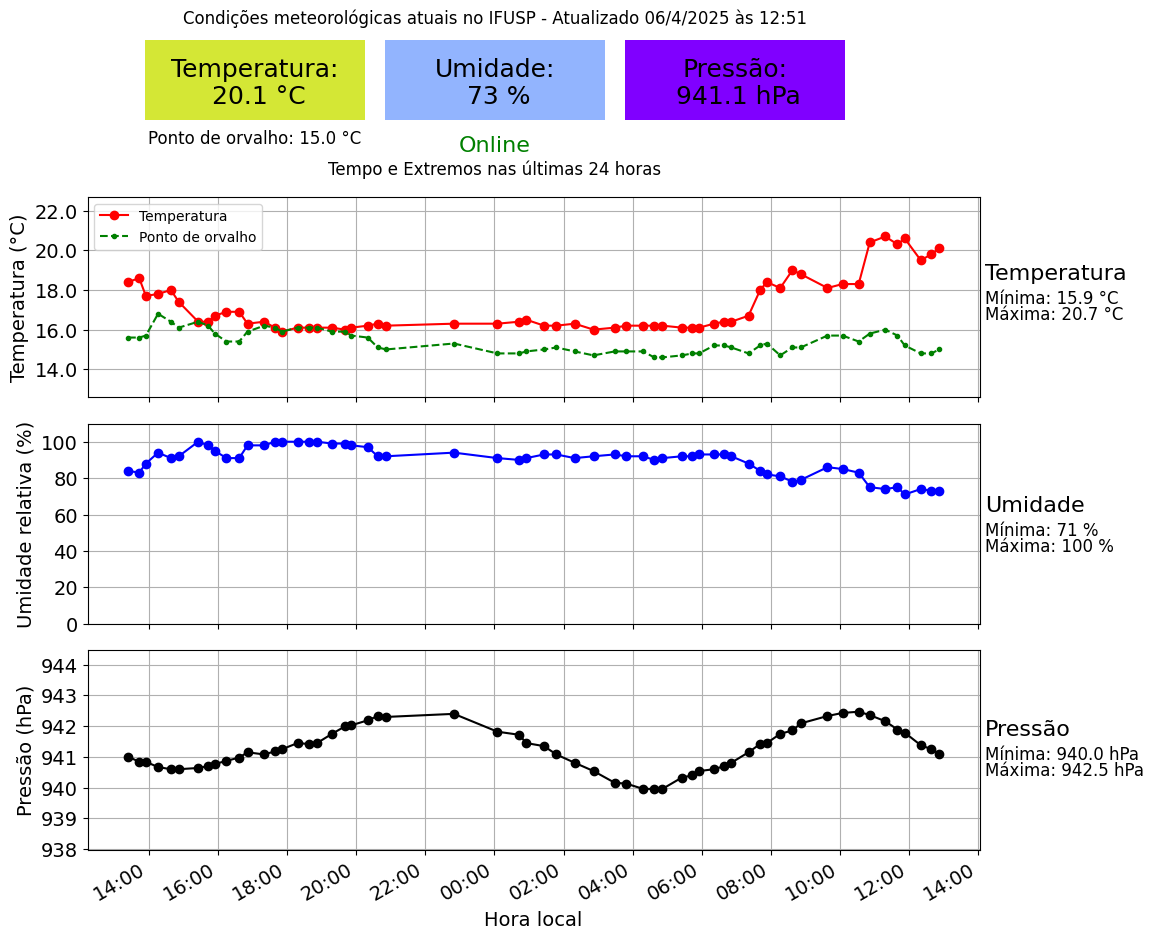 Condições meteorológicas atuais no IFUSP - Atualizado 06/4/2025 às 12:51
Temperatura:
20.1 °C
Umidade:
73 %
Pressão:
941.1 hPa
Ponto de orvalho: 15.0 °C
Online
Tempo e Extremos nas últimas 24 horas
Temperatura (°C)
22.0
20.0
18.0
16.0
14.0
Temperatura
Ponto de orvalho
Temperatura
Mínima: 15.9 °C
Máxima: 20.7 °C
Umidade relativa (%)
100
80
60
40
20
0
Umidade
Mínima: 71 %
Máxima: 100 %
Pressão (hPa)
944
943
942
941
940
939
938
Pressão
Mínima: 940.0 hPa
Máxima: 942.5 hPa
14:00 16:00 18:00 20:00 22:00 00:00 02:00 04:00 06:00 08:00 10:00 12:00 14:00
Hora local